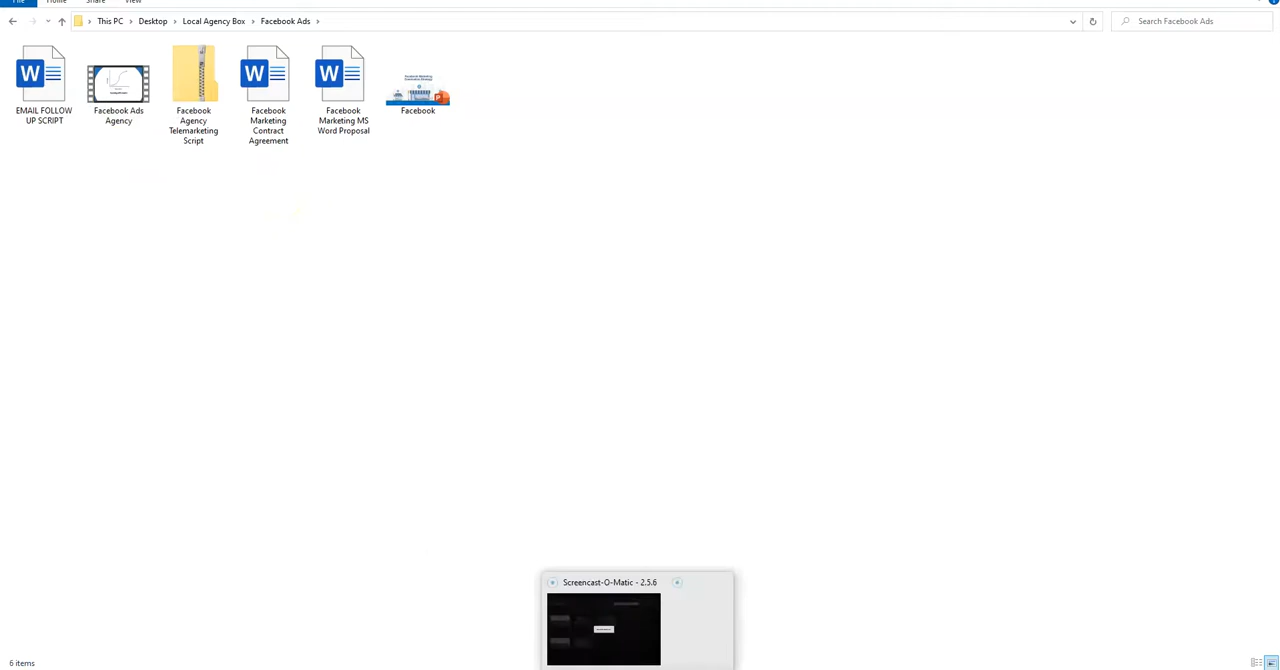 File
Home
Share
View
This PC
Desktop
Local Agency Box
Facebook Ads
Search Facebook Ads
EMAIL FOLLOW
UP SCRIPT
Facebook Ads
Agency
Facebook
Agency
Telemarketing
Script
Facebook
Marketing
Contract
Agreement
Facebook
Marketing MS
Word Proposal
Facebook
Screencast-O-Matic - 2.5.6
6 items